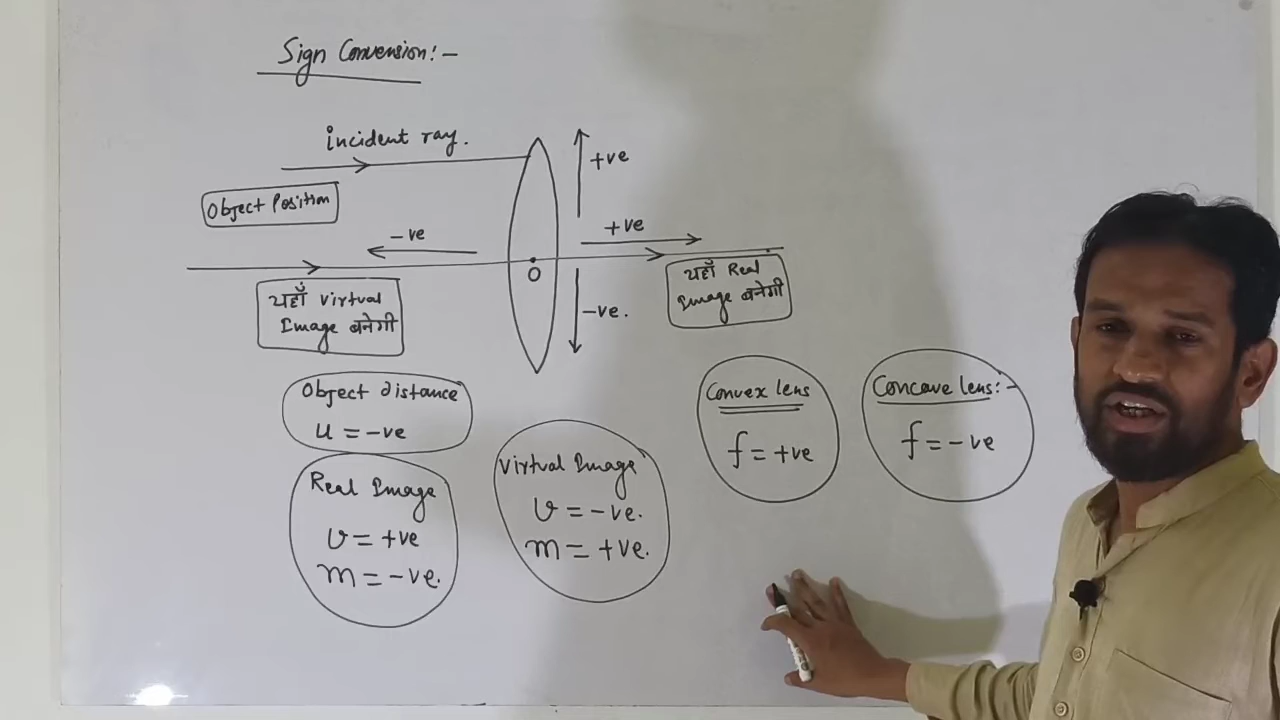 Sign Convension:-
incident ray.
+ve
Object Position
-ve
+ve
O
यहाँ Virtual
Image बनेगी
यहाँ Real
Image बनेगी
-ve.
Object distance
u = -ve
Real Image
v = +ve
m = -ve.
Virtual Image
v = -ve.
m = +ve.
Convex lens
f = +ve
Concave lens:-
f = -ve